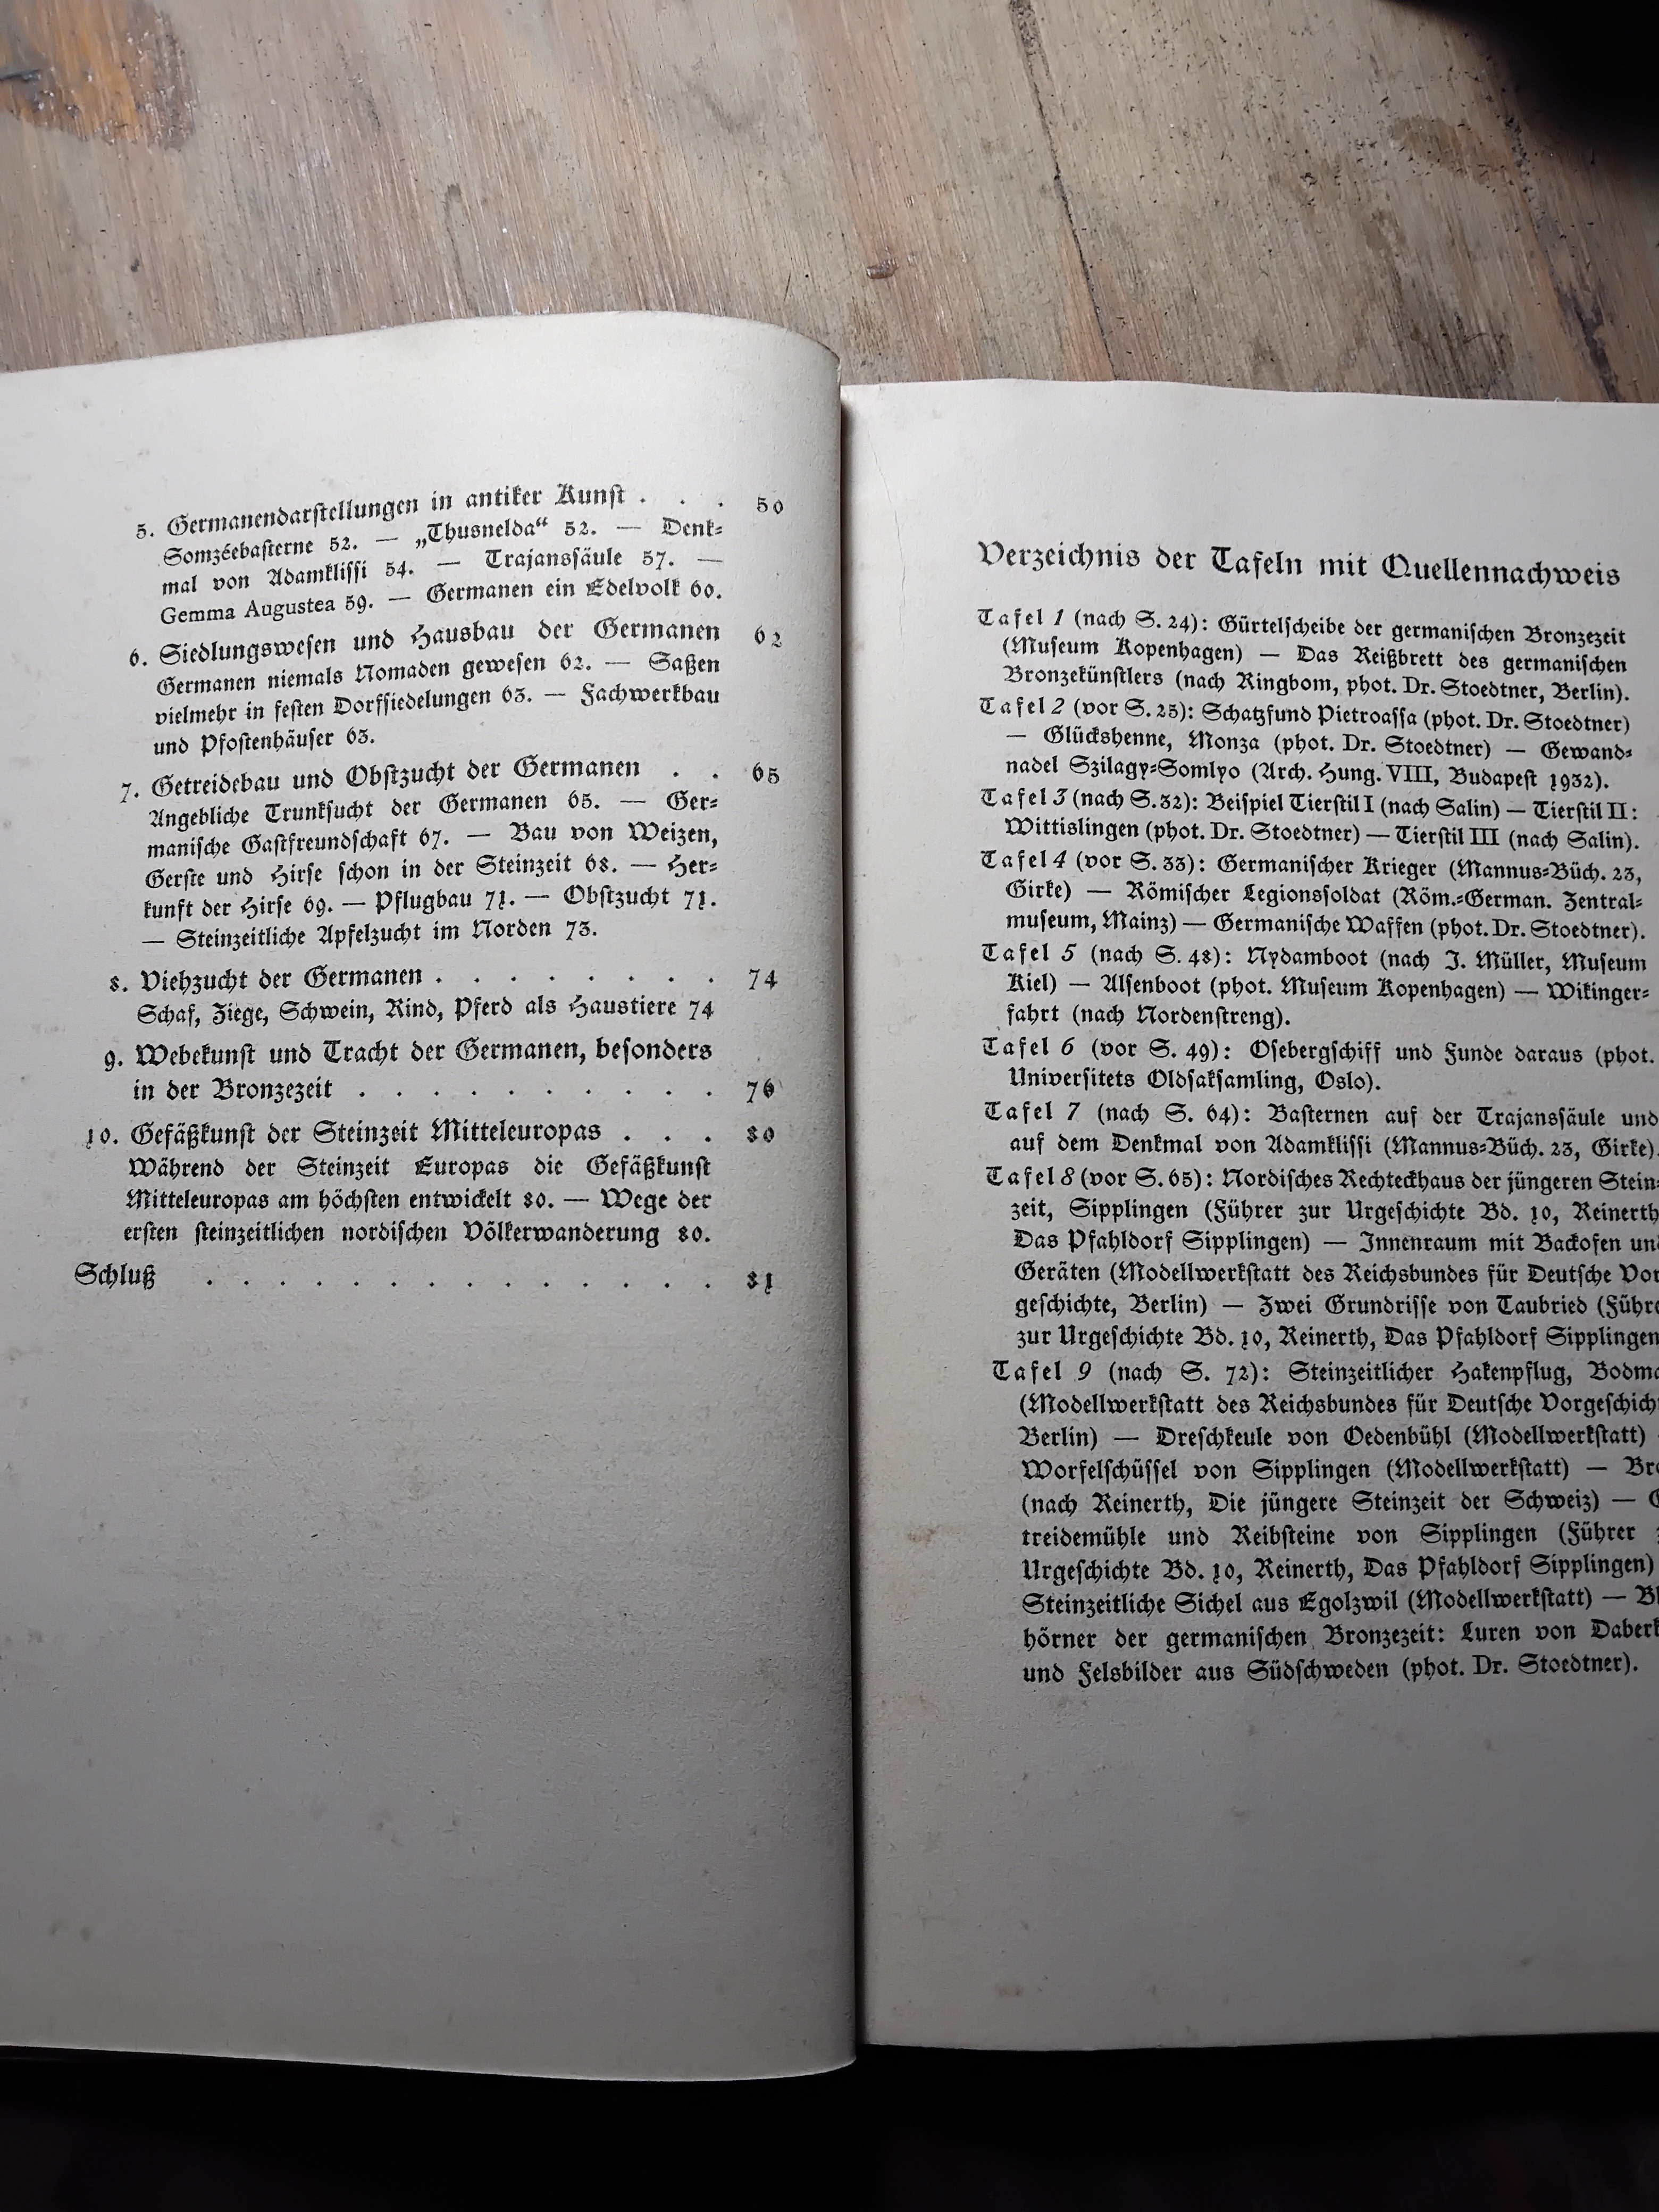 5. Germanendarstellungen in antiker Kunst . . . 50
Somzéebasterne 52. — „Thusnelda“ 52. — Denk-
mal von Adamklissi 54. — Trajanssäule 57. —
Gemma Augustea 59. — Germanen ein Edelvolk 60.
6. Siedlungswesen und Hausbau der Germanen 62
Germanen niemals Nomaden gewesen 62. — Saßen
vielmehr in festen Dorfsiedelungen 63. — Fachwerkbau
und Pfostenhäuser 63.
7. Getreidebau und Obstzucht der Germanen . . 65
Angebliche Trunksucht der Germanen 65. — Ger-
manische Gastfreundschaft 67. — Bau von Weizen,
Gerste und Hirse schon in der Steinzeit 68. — Her-
kunft der Hirse 69. — Pflugbau 71. — Obstzucht 71.
— Steinzeitliche Apfelzucht im Norden 73.
8. Viehzucht der Germanen . . . . . . . . 74
Schaf, Ziege, Schwein, Rind, Pferd als Haustiere 74
9. Webekunst und Tracht der Germanen, besonders
in der Bronzezeit . . . . . . . . . . 76
10. Gefäßkunst der Steinzeit Mitteleuropas . . . 80
Während der Steinzeit Europas die Gefäßkunst
Mitteleuropas am höchsten entwickelt 80. — Wege der
ersten steinzeitlichen nordischen Völkerwanderung 80.
Schluß . . . . . . . . . . . . . . . 81
Verzeichnis der Tafeln mit Quellennachweis
Tafel 1 (nach S. 24): Gürtelscheibe der germanischen Bronzezeit
(Museum Kopenhagen) — Das Reißbrett des germanischen
Bronzekünstlers (nach Ringbom, phot. Dr. Stoedtner, Berlin).
Tafel 2 (vor S. 25): Schatzfund Pietroassa (phot. Dr. Stoedtner)
— Glückshenne, Monza (phot. Dr. Stoedtner) — Gewand-
nadel Szilagy-Somlyo (Arch. Hung. VIII, Budapest 1932).
Tafel 3 (nach S. 32): Beispiel Tierstil I (nach Salin) — Tierstil II:
Wittislingen (phot. Dr. Stoedtner) — Tierstil III (nach Salin).
Tafel 4 (vor S. 33): Germanischer Krieger (Mannus-Büch. 23,
Girke) — Römischer Legionssoldat (Röm.-German. Zentral-
museum, Mainz) — Germanische Waffen (phot. Dr. Stoedtner).
Tafel 5 (nach S. 48): Nydamboot (nach J. Müller, Museum
Kiel) — Alsenboot (phot. Museum Kopenhagen) — Wikinger-
fahrt (nach Nordenstreng).
Tafel 6 (vor S. 49): Osebergschiff und Funde daraus (phot.
Universitets Oldsaksamling, Oslo).
Tafel 7 (nach S. 64): Basternen auf der Trajanssäule und
auf dem Denkmal von Adamklissi (Mannus-Büch. 23, Girke).
Tafel 8 (vor S. 65): Nordisches Rechteckhaus der jüngeren Stein-
zeit, Sipplingen (Führer zur Urgeschichte Bd. 10, Reinerth
Das Pfahldorf Sipplingen) — Innenraum mit Backofen und
Geräten (Modellwerkstatt des Reichsbundes für Deutsche Vor
geschichte, Berlin) — Zwei Grundrisse von Taubried (Führe
zur Urgeschichte Bd. 10, Reinerth, Das Pfahldorf Sipplingen
Tafel 9 (nach S. 72): Steinzeitlicher Hakenpflug, Bodma
(Modellwerkstatt des Reichsbundes für Deutsche Vorgeschich
Berlin) — Dreschkeule von Oedenbühl (Modellwerkstatt)
Worfelschüssel von Sipplingen (Modellwerkstatt) — Br
(nach Reinerth, Die jüngere Steinzeit der Schweiz) — G
treidemühle und Reibsteine von Sipplingen (Führer
Urgeschichte Bd. 10, Reinerth, Das Pfahldorf Sipplingen)
Steinzeitliche Sichel aus Egolzwil (Modellwerkstatt) — Bl
hörner der germanischen Bronzezeit: Luren von Daberk
und Felsbilder aus Südschweden (phot. Dr. Stoedtner).